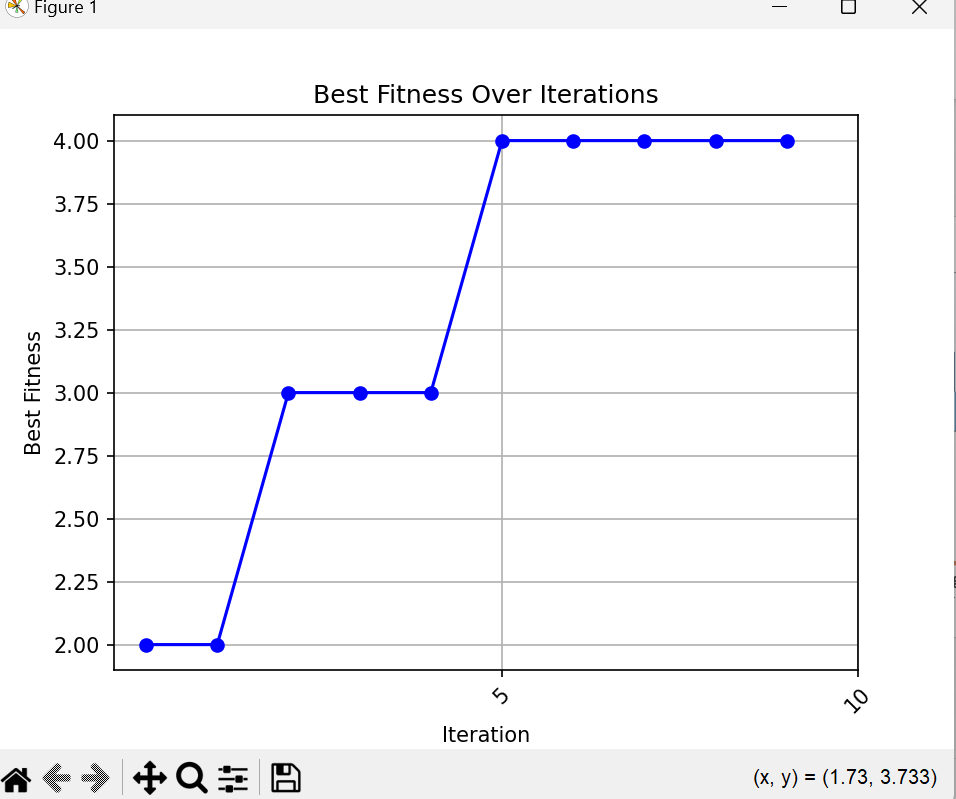 Figure 1
Best Fitness Over Iterations
4.00
3.75
3.50
3.25
3.00
2.75
2.50
2.25
2.00
Best Fitness
5
10
Iteration
(x, y) = (1.73, 3.733)